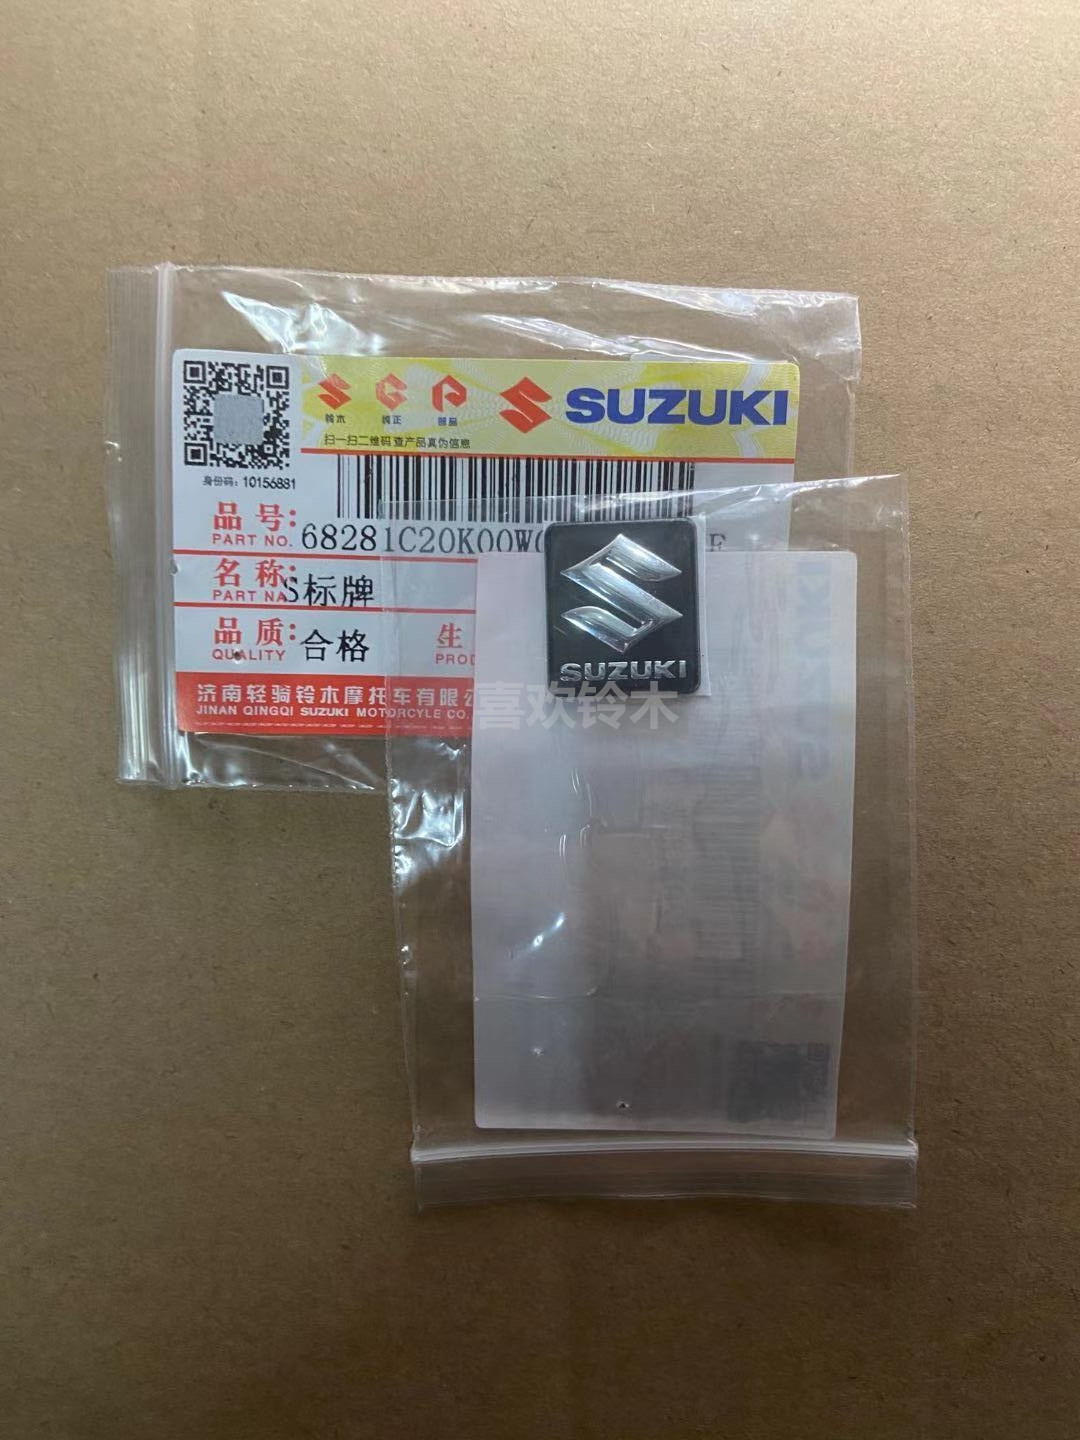 铃木 纯正 部品
SUZUKI
扫一扫二维码 查产品真伪信息
身份码：10156881
品号：
PART NO. 68281C20K00W
名称：
PART NA S标牌
品质：
QUALITY 合格
生
PROD
济南轻骑铃木摩托车有限公
JINAN QINGQI SUZUKI MOTORCYLE CO.
SUZUKI
喜欢铃木